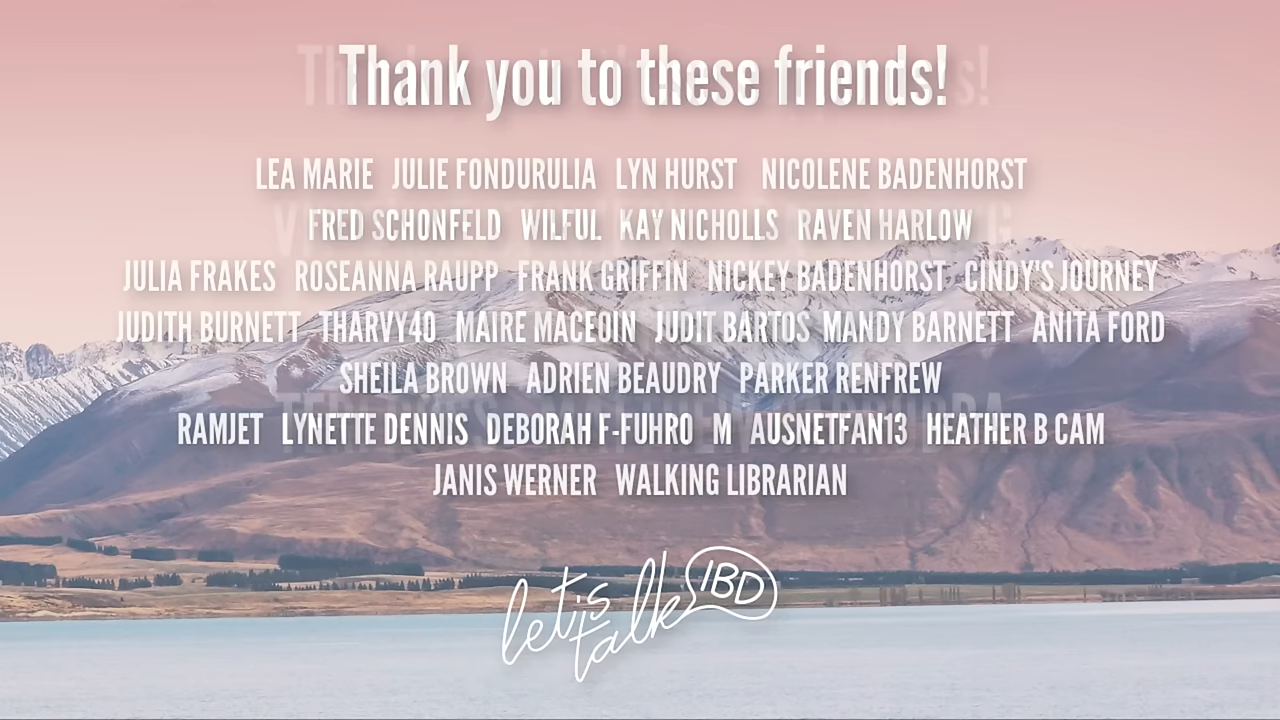 Thank you to these friends!
LEA MARIE JULIE FONDURULIA LYN HURST NICOLENE BADENHORST
FRED SCHONFELD WILFUL KAY NICHOLLS RAVEN HARLOW
JULIA FRAKES ROSEANNA RAUPP FRANK GRIFFIN NICKEY BADENHORST CINDY'S JOURNEY
JUDITH BURNETT THARVY40 MAIRE MACEOIN JUDIT BARTOS MANDY BARNETT ANITA FORD
SHEILA BROWN ADRIEN BEAUDRY PARKER RENFREW
RAMJET LYNETTE DENNIS DEBORAH F-FUHRO M AUSNETFAN13 HEATHER B CAM
JANIS WERNER WALKING LIBRARIAN
let's talk IBD